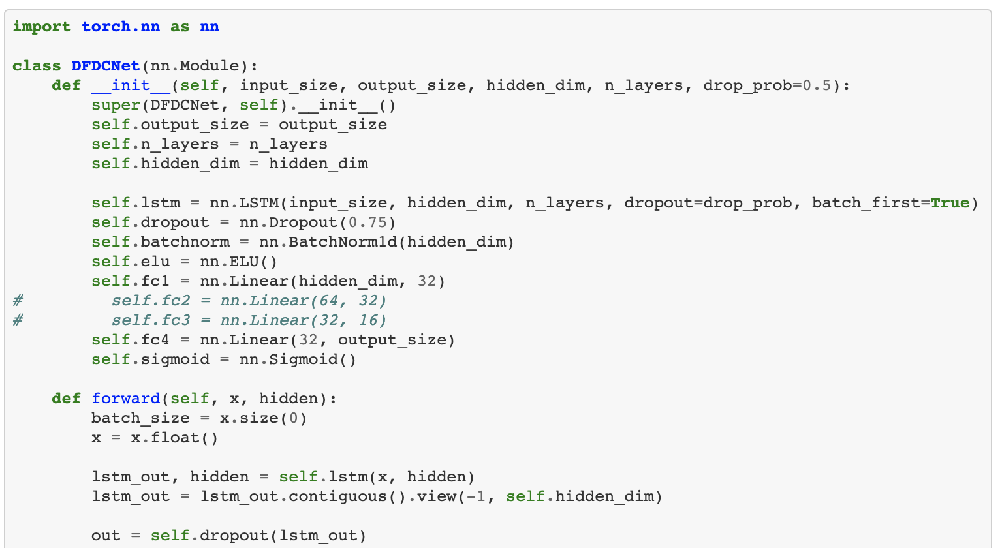 import torch.nn as nn

class DFDCNet(nn.Module):
    def __init__(self, input_size, output_size, hidden_dim, n_layers, drop_prob=0.5):
        super(DFDCNet, self).__init__()
        self.output_size = output_size
        self.n_layers = n_layers
        self.hidden_dim = hidden_dim

        self.lstm = nn.LSTM(input_size, hidden_dim, n_layers, dropout=drop_prob, batch_first=True)
        self.dropout = nn.Dropout(0.75)
        self.batchnorm = nn.BatchNorm1d(hidden_dim)
        self.elu = nn.ELU()
        self.fc1 = nn.Linear(hidden_dim, 32)
#         self.fc2 = nn.Linear(64, 32)
#         self.fc3 = nn.Linear(32, 16)
        self.fc4 = nn.Linear(32, output_size)
        self.sigmoid = nn.Sigmoid()

    def forward(self, x, hidden):
        batch_size = x.size(0)
        x = x.float()

        lstm_out, hidden = self.lstm(x, hidden)
        lstm_out = lstm_out.contiguous().view(-1, self.hidden_dim)

        out = self.dropout(lstm_out)